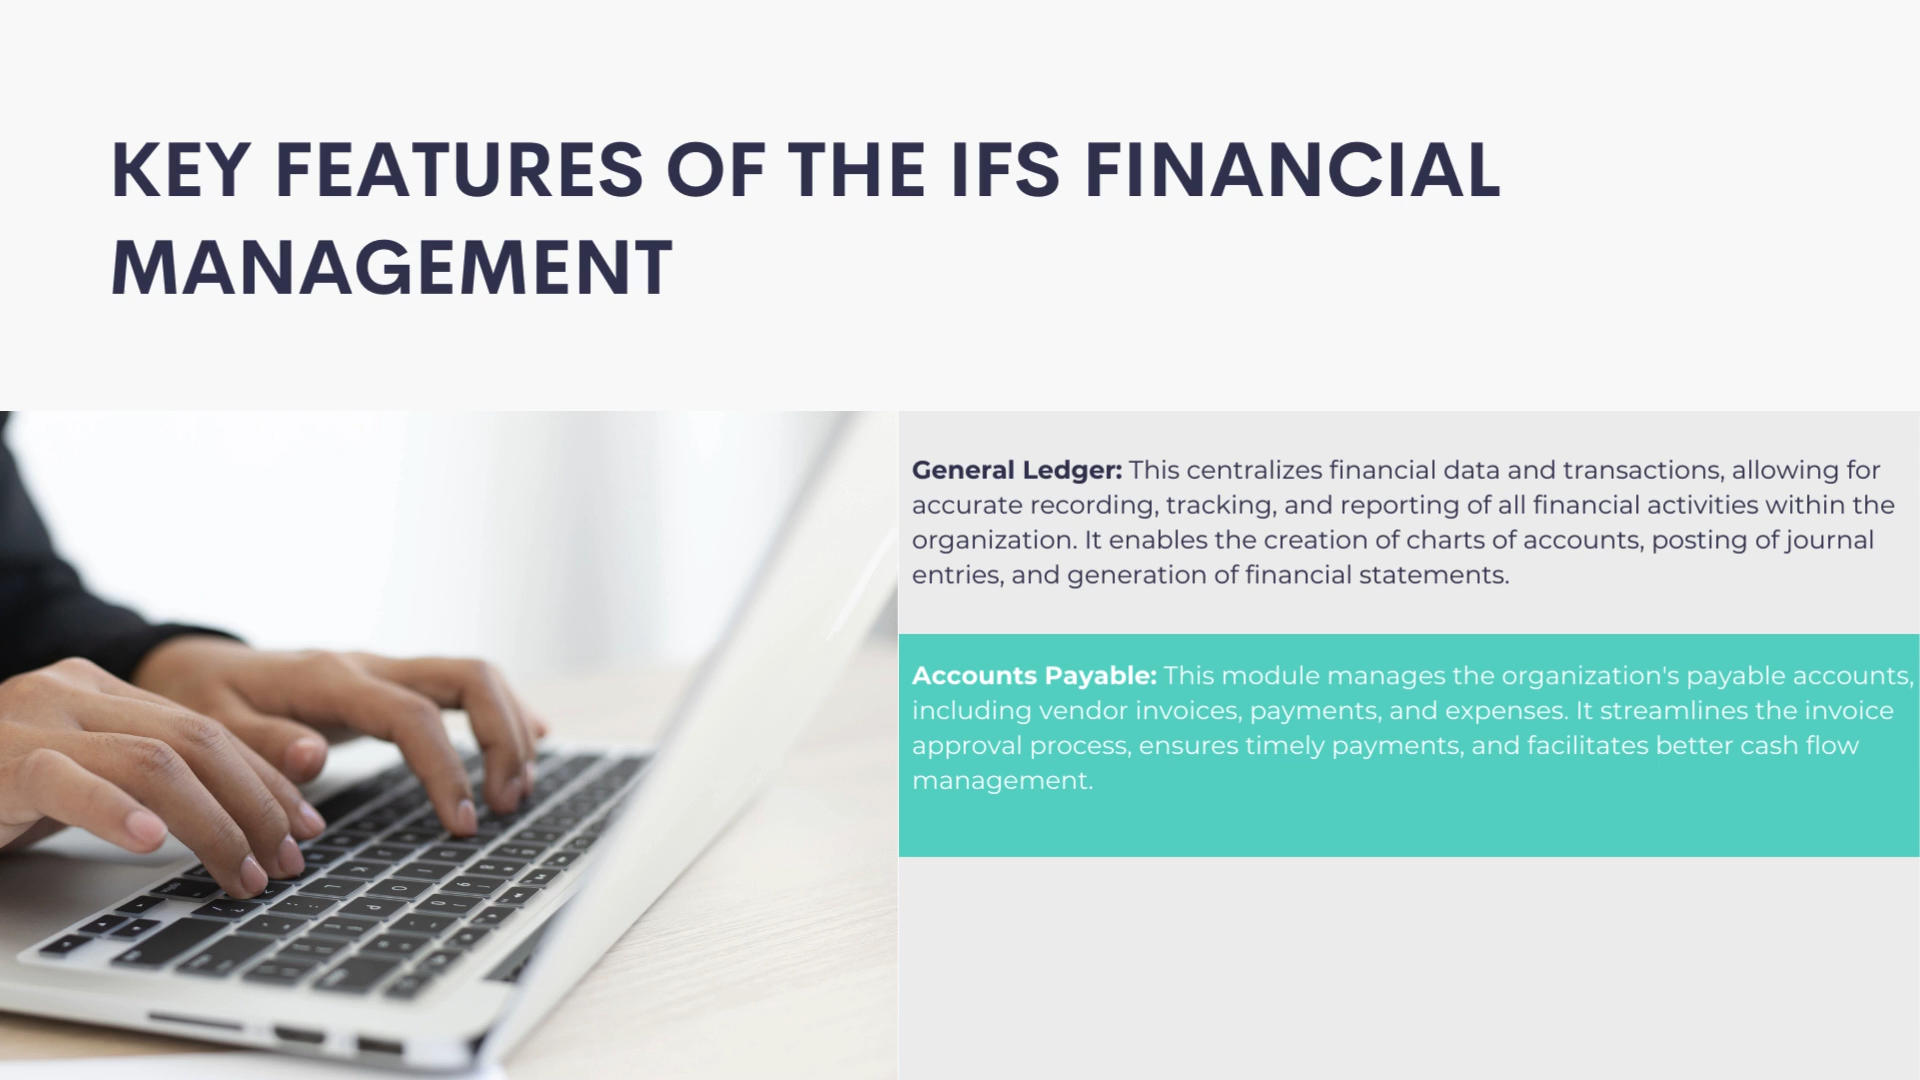 KEY FEATURES OF THE IFS FINANCIAL
MANAGEMENT
General Ledger: This centralizes financial data and transactions, allowing for
accurate recording, tracking, and reporting of all financial activities within the
organization. It enables the creation of charts of accounts, posting of journal
entries, and generation of financial statements.
Accounts Payable: This module manages the organization's payable accounts,
including vendor invoices, payments, and expenses. It streamlines the invoice
approval process, ensures timely payments, and facilitates better cash flow
management.